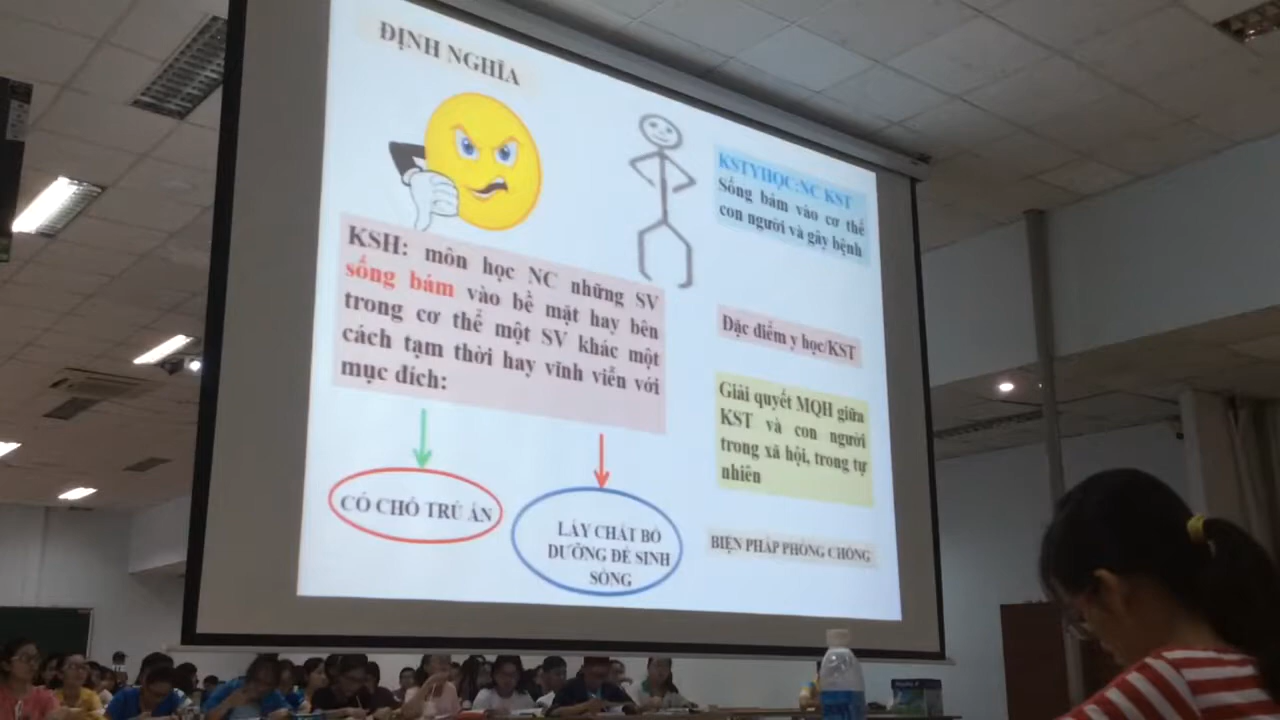 ĐỊNH NGHĨA
KSH: môn học NC những SV
sống bám vào bề mặt hay bên
trong cơ thể một SV khác một
cách tạm thời hay vĩnh viễn với
mục đích:
CÓ CHỖ TRÚ ẨN
LẤY CHẤT BỔ
DƯỠNG ĐỂ SINH
SỐNG
KSTYHỌC:NC KST
Sống bám vào cơ thể
con người và gây bệnh
Đặc điểm y học/KST
Giải quyết MQH giữa
KST và con người
trong xã hội, trong tự
nhiên
BIỆN PHÁP PHÒNG CHỐNG